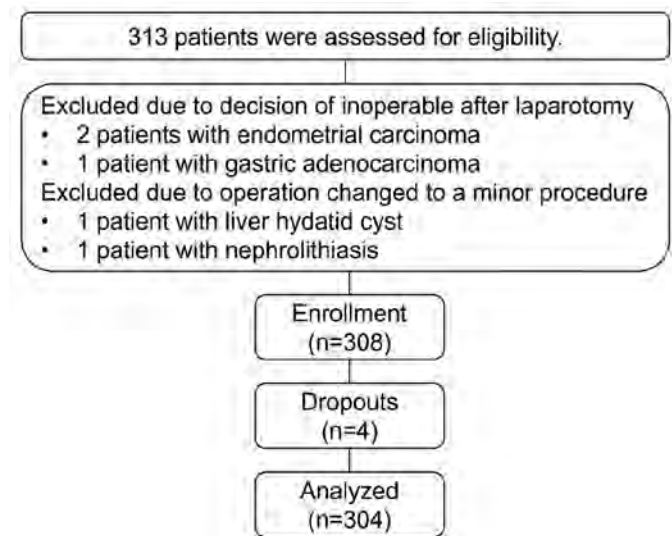 313 patients were assessed for eligibility.
Excluded due to decision of inoperable after laparotomy
• 2 patients with endometrial carcinoma
• 1 patient with gastric adenocarcinoma
Excluded due to operation changed to a minor procedure
• 1 patient with liver hydatid cyst
• 1 patient with nephrolithiasis
Enrollment
(n=308)
Dropouts
(n=4)
Analyzed
(n=304)